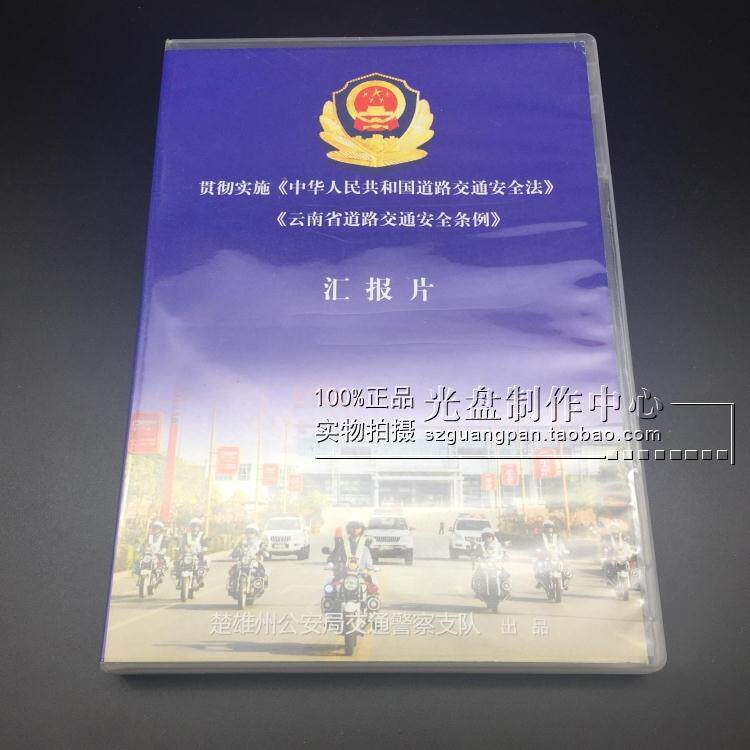 贯彻实施《中华人民共和国道路交通安全法》
《云南省道路交通安全条例》
汇报片
100%正品 光盘制作中心
实物拍摄 szguangpan.taobao.com
楚雄州公安局交通警察支队 出品